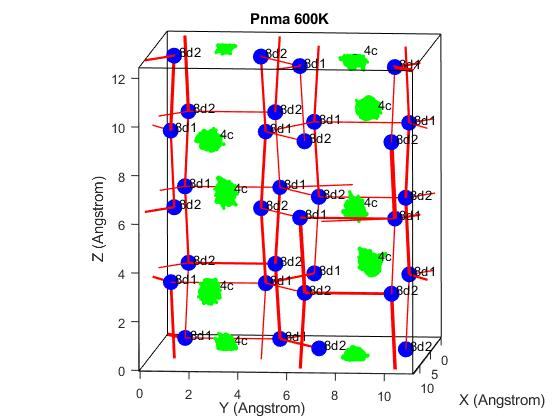 Pnma 600K
8d2 8d2 8d1 4c 8d1
12
8d2 8d2 4c
8d1 8d1 8d1 8d1
10
4c 8d2 8d2
8
8d1 4c 8d1 8d2 8d2
8d2 8d2 8d1 4c 8d1
6
8d2 8d2 4c
4
8d1 8d1 8d1 8d1
4c 8d2 8d2
2
8d1 4c 8d1 8d2 8d2
0
0 2 4 6 8 10
0
5
10
Z (Angstrom)
Y (Angstrom)
X (Angstrom)